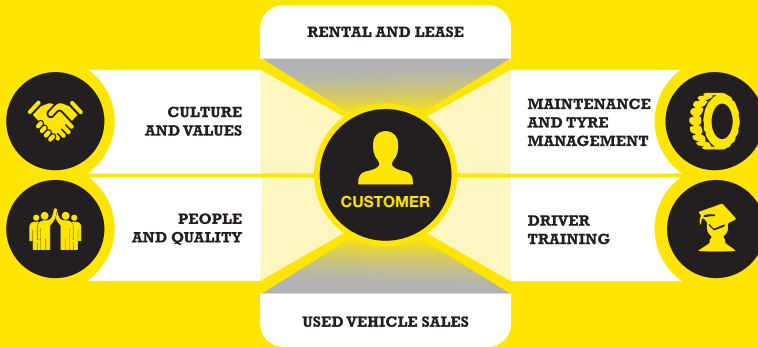 RENTAL AND LEASE
CULTURE
AND VALUES
MAINTENANCE
AND TYRE
MANAGEMENT
CUSTOMER
PEOPLE
AND QUALITY
DRIVER
TRAINING
USED VEHICLE SALES